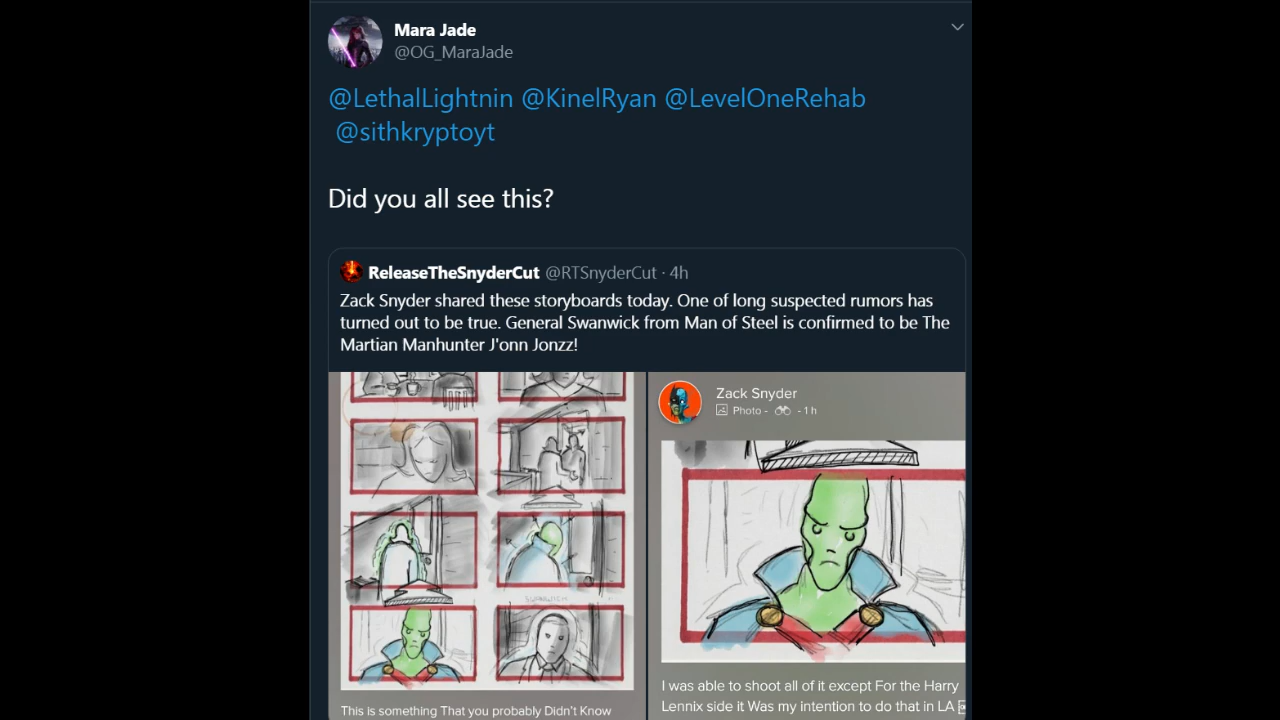 Mara Jade
@OG_MaraJade
@LethalLightnin @KinelRyan @LevelOneRehab
@sithkryptoyt
Did you all see this?
ReleaseTheSnyderCut @RTSnyderCut · 4h
Zack Snyder shared these storyboards today. One of long suspected rumors has
turned out to be true. General Swanwick from Man of Steel is confirmed to be The
Martian Manhunter J'onn Jonzz!
SWANWICK
This is something That you probably Didn't Know
Zack Snyder
Photo - - 1 h
I was able to shoot all of it except For the Harry
Lennix side it Was my intention to do that in LA